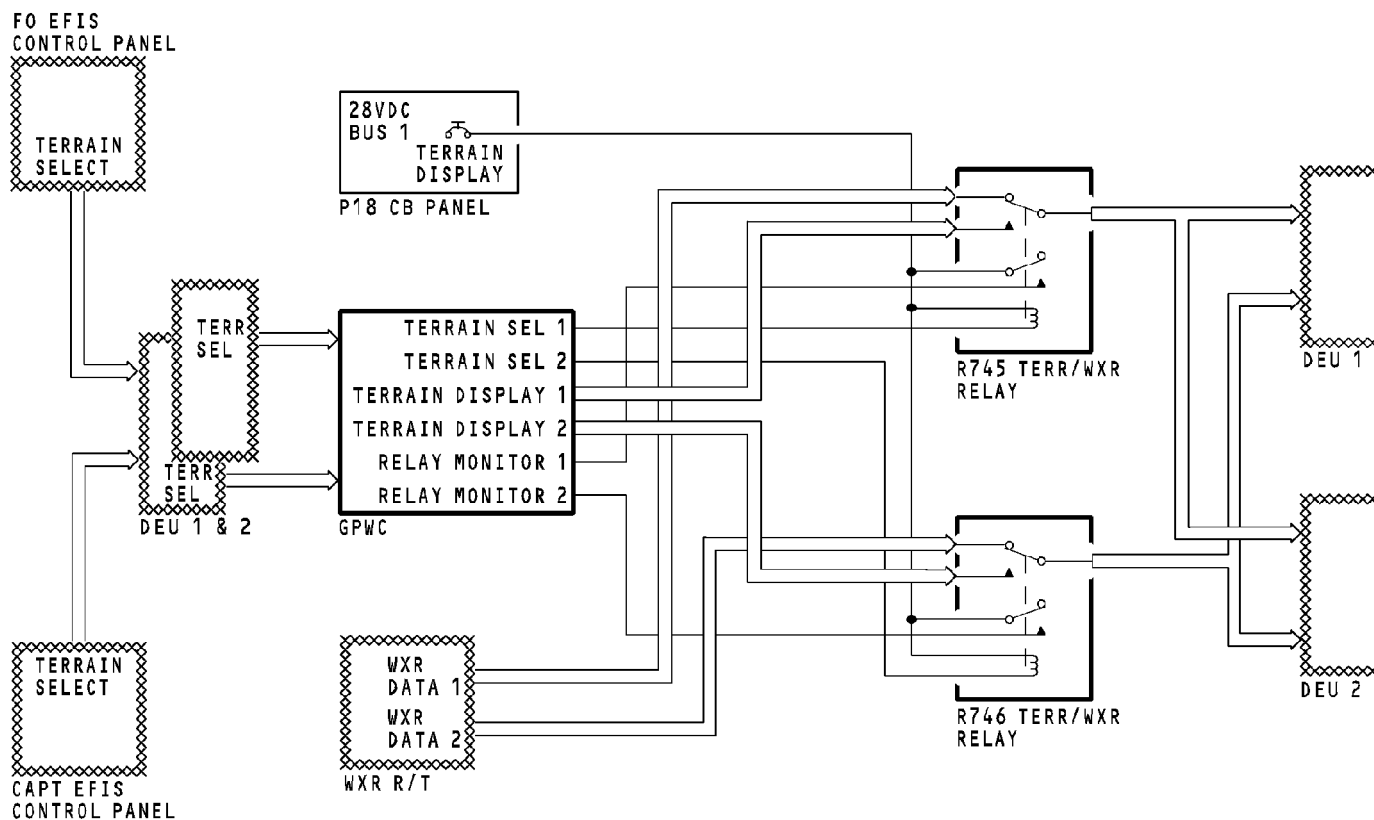 FO EFIS
CONTROL PANEL
TERRAIN
SELECT
28VDC
BUS 1
TERRAIN
DISPLAY
P18 CB PANEL
TERR
SEL
TERR
SEL
DEU 1 & 2
TERRAIN SEL 1
TERRAIN SEL 2
TERRAIN DISPLAY 1
TERRAIN DISPLAY 2
RELAY MONITOR 1
RELAY MONITOR 2
GPWC
R745 TERR/WXR
RELAY
DEU 1
R746 TERR/WXR
RELAY
DEU 2
WXR
DATA 1
WXR
DATA 2
WXR R/T
TERRAIN
SELECT
CAPT EFIS
CONTROL PANEL